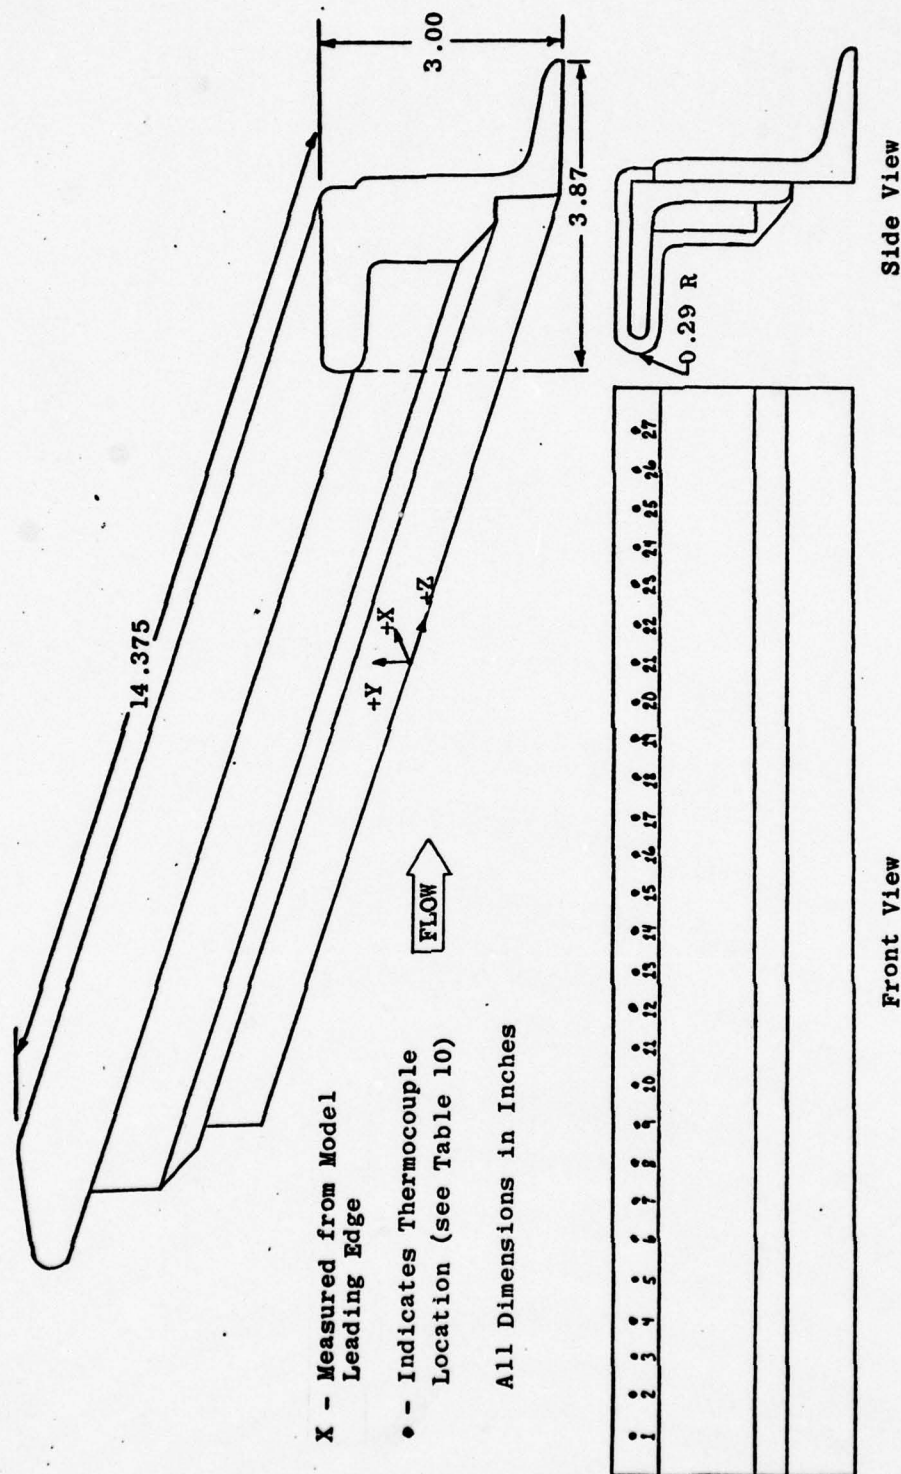 14.375
3.00
3.87
+Y
+X
+Z
FLOW
X - Measured from Model
Leading Edge
• - Indicates Thermocouple
Location (see Table 10)
All Dimensions in Inches
0.29 R
1 2 3 4 5 6 7 8 9 10 11 12 13 14 15 16 17 18 19 20 21 22 23 24 25 26 27
Front View
Side View